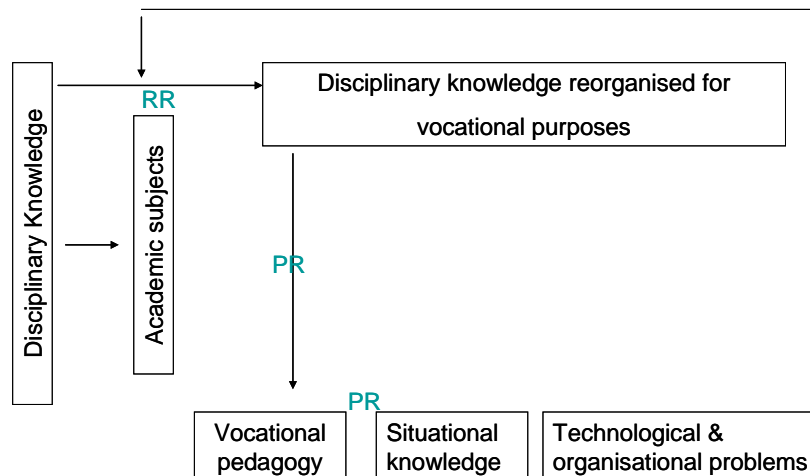 Disciplinary knowledge reorganised for
vocational purposes
RR
Disciplinary Knowledge
Academic subjects
PR
PR
Vocational
pedagogy
Situational
knowledge
Technological &
organisational problems